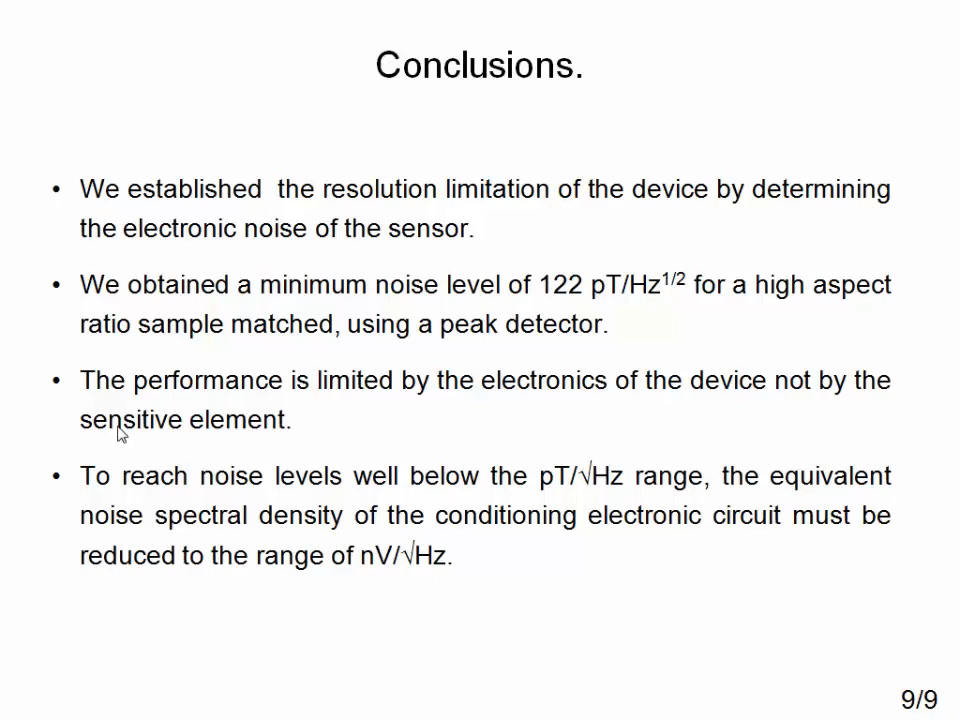 Conclusions.
• We established  the resolution limitation of the device by determining
the electronic noise of the sensor.
• We obtained a minimum noise level of 122 pT/Hz^1/2 for a high aspect
ratio sample matched, using a peak detector.
• The performance is limited by the electronics of the device not by the
sensitive element.
• To reach noise levels well below the pT/√Hz range, the equivalent
noise spectral density of the conditioning electronic circuit must be
reduced to the range of nV/√Hz.
9/9